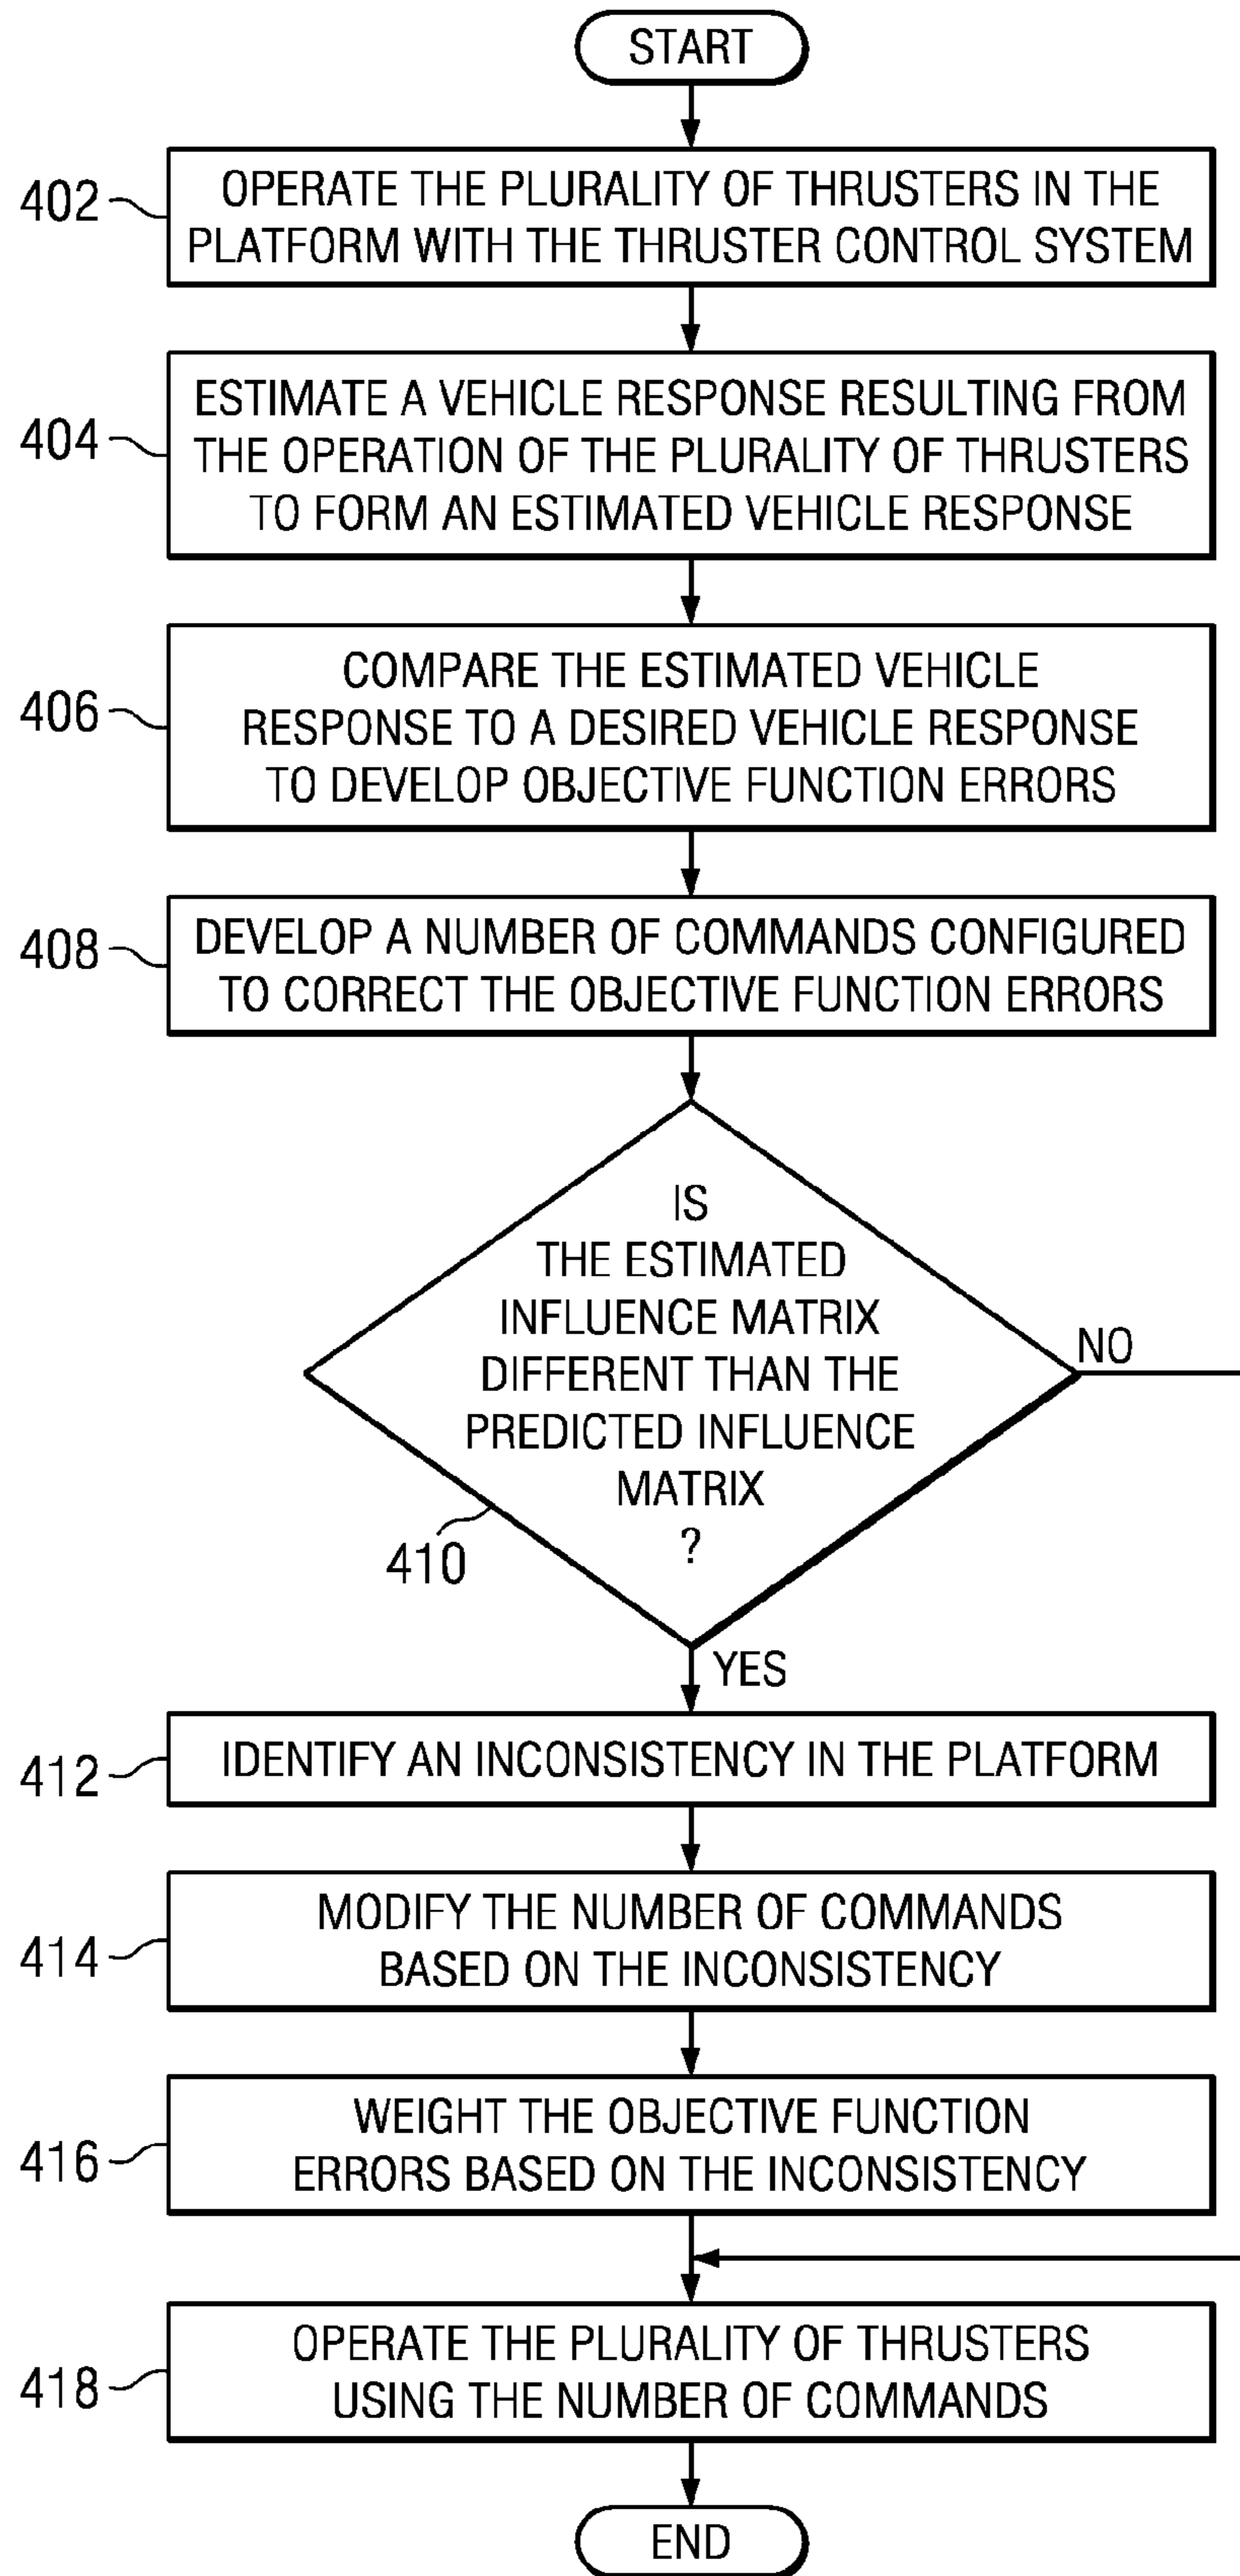 START
402
OPERATE THE PLURALITY OF THRUSTERS IN THE
PLATFORM WITH THE THRUSTER CONTROL SYSTEM
404
ESTIMATE A VEHICLE RESPONSE RESULTING FROM
THE OPERATION OF THE PLURALITY OF THRUSTERS
TO FORM AN ESTIMATED VEHICLE RESPONSE
406
COMPARE THE ESTIMATED VEHICLE
RESPONSE TO A DESIRED VEHICLE RESPONSE
TO DEVELOP OBJECTIVE FUNCTION ERRORS
408
DEVELOP A NUMBER OF COMMANDS CONFIGURED
TO CORRECT THE OBJECTIVE FUNCTION ERRORS
IS
THE ESTIMATED
INFLUENCE MATRIX
DIFFERENT THAN THE
PREDICTED INFLUENCE
MATRIX
?
NO
410
YES
412
IDENTIFY AN INCONSISTENCY IN THE PLATFORM
414
MODIFY THE NUMBER OF COMMANDS
BASED ON THE INCONSISTENCY
416
WEIGHT THE OBJECTIVE FUNCTION
ERRORS BASED ON THE INCONSISTENCY
418
OPERATE THE PLURALITY OF THRUSTERS
USING THE NUMBER OF COMMANDS
END